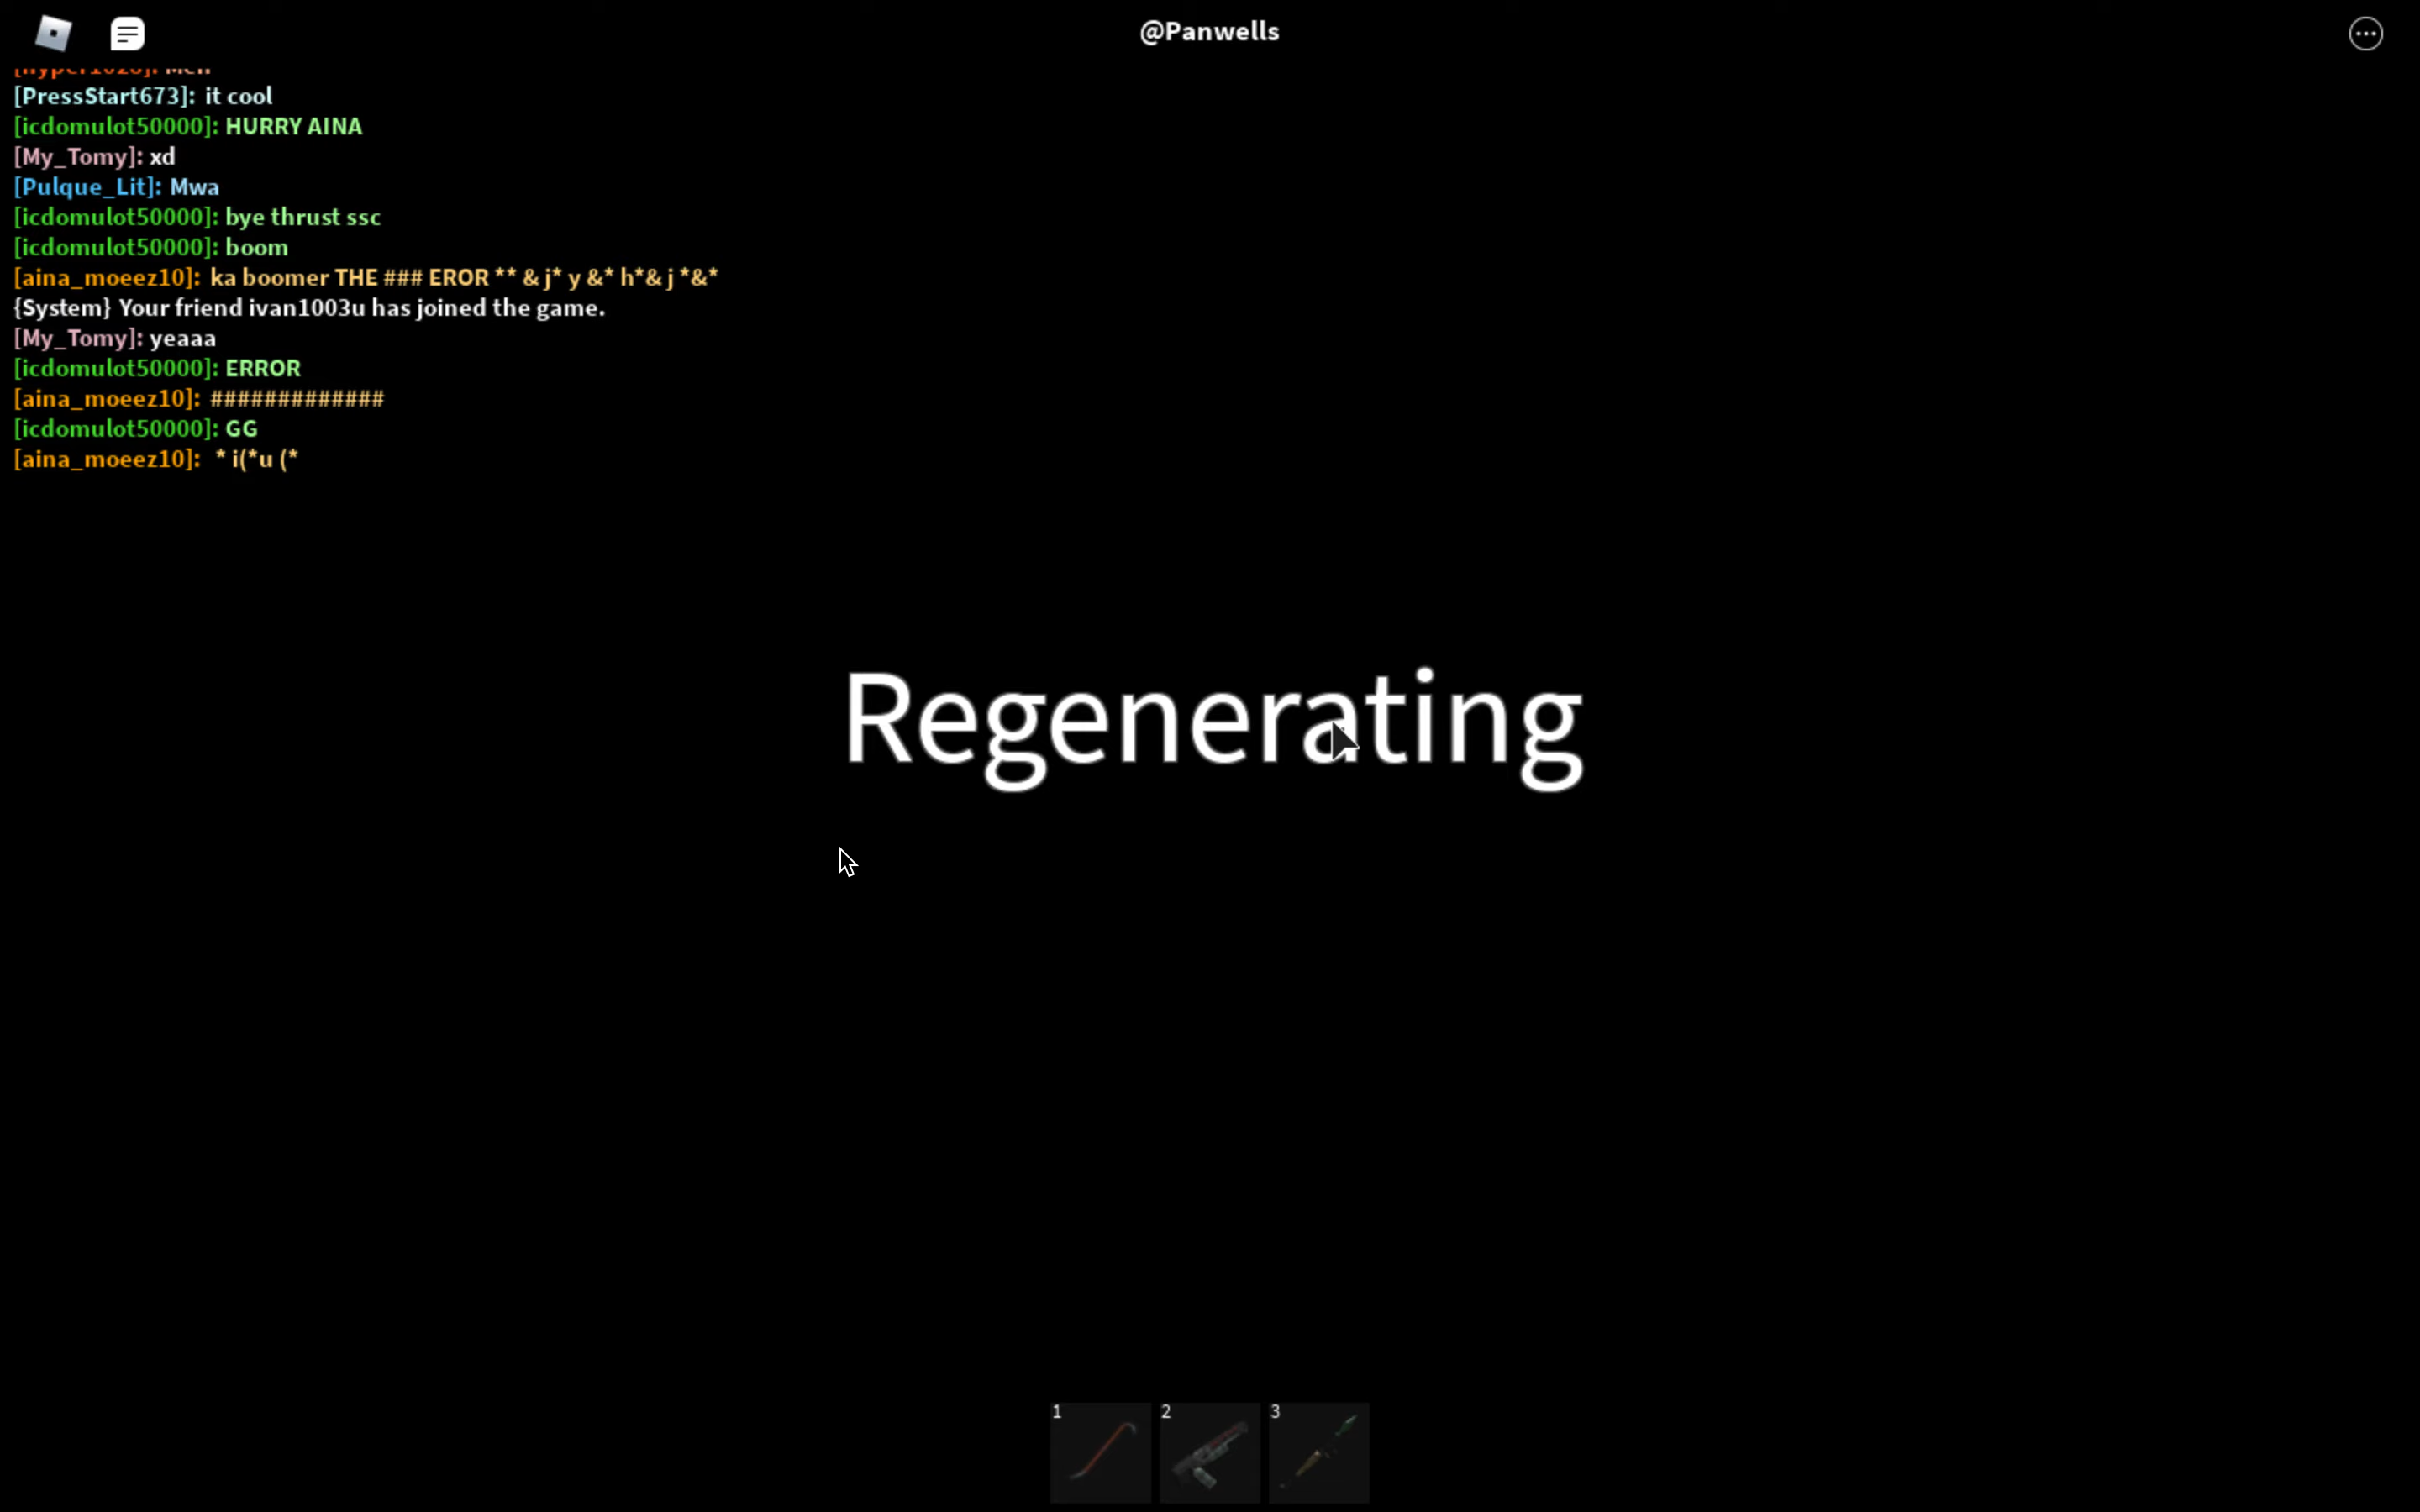 @Panwells
[hyper1028]: Meh
[PressStart673]: it cool
[icdomulot50000]: HURRY AINA
[My_Tomy]: xd
[Pulque_Lit]: Mwa
[icdomulot50000]: bye thrust ssc
[icdomulot50000]: boom
[aina_moeez10]: ka boomer THE ### EROR ** & j* y &* h*& j *&*
{System} Your friend ivan1003u has joined the game.
[My_Tomy]: yeaaa
[icdomulot50000]: ERROR
[aina_moeez10]: #############
[icdomulot50000]: GG
[aina_moeez10]: * i(*u (*
Regenerating
1 2 3